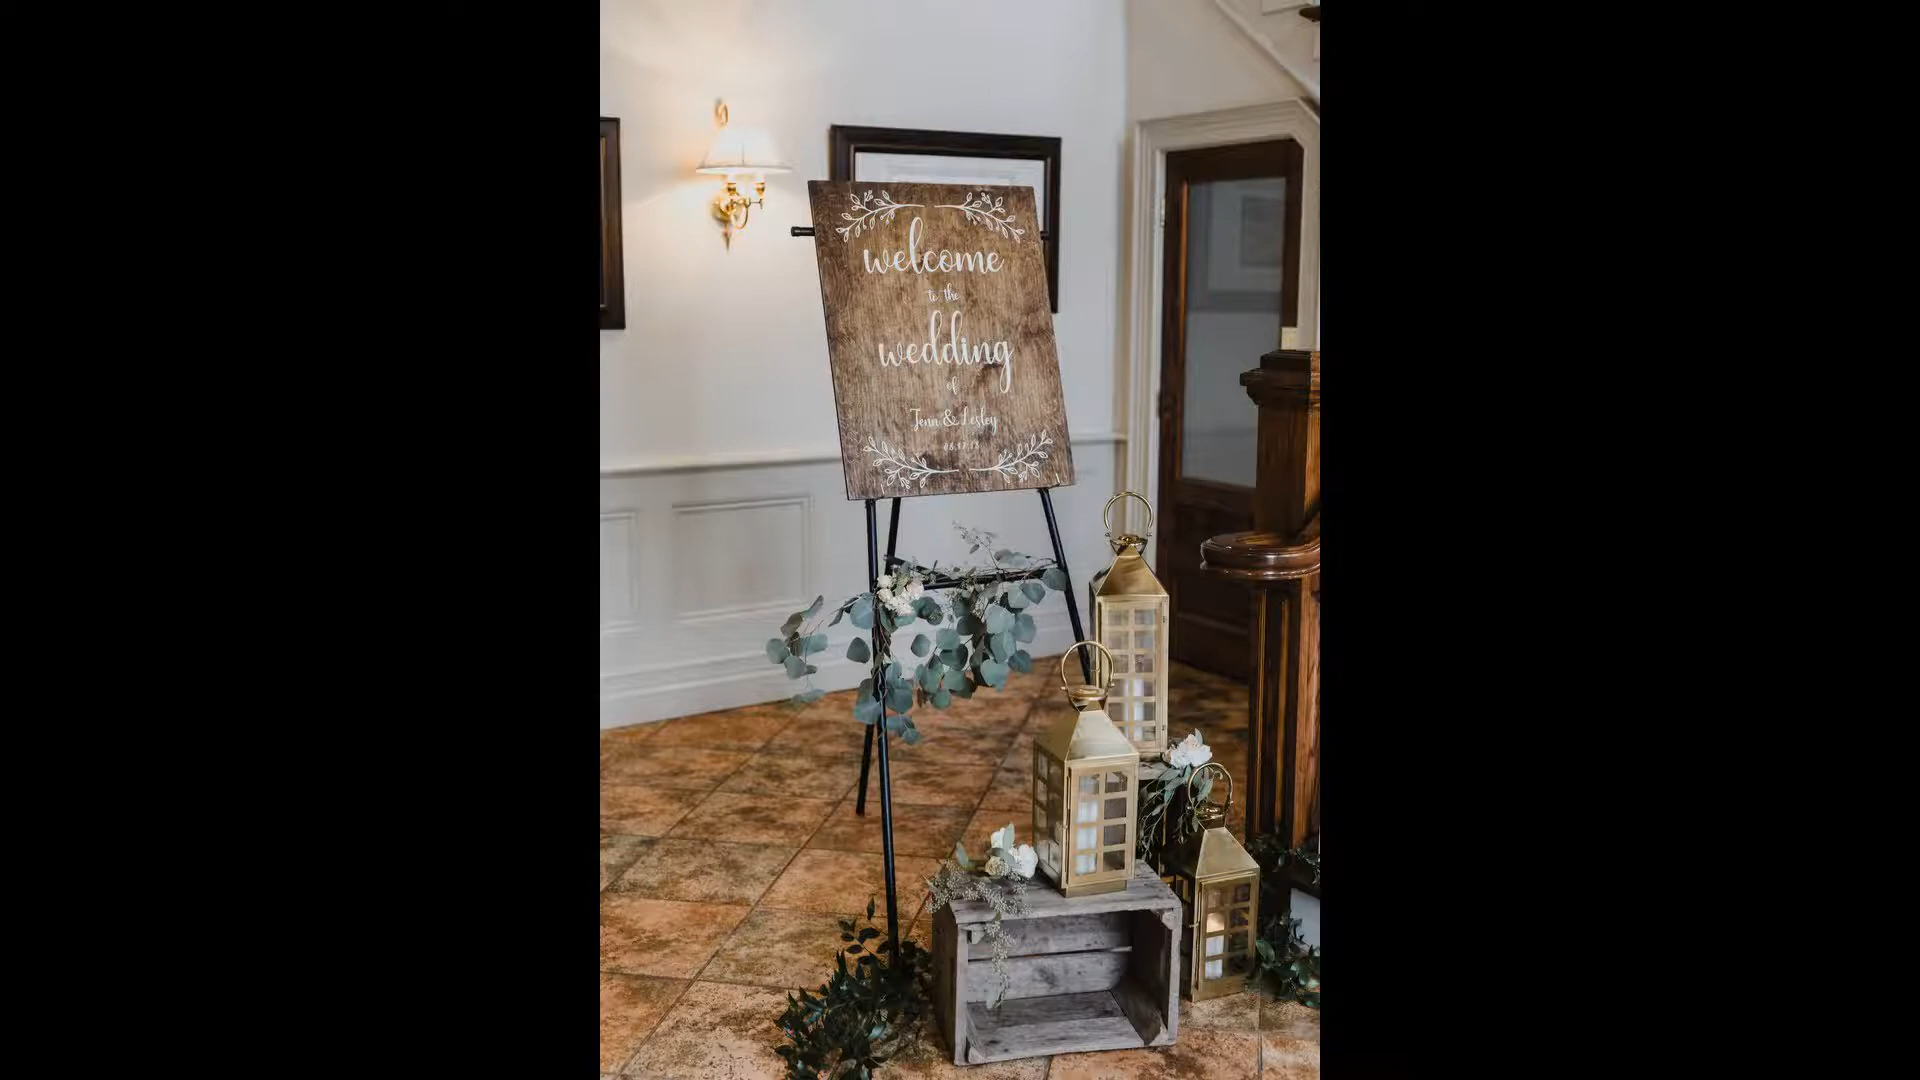 welcome
to the
wedding
of
Jenn & Lesley